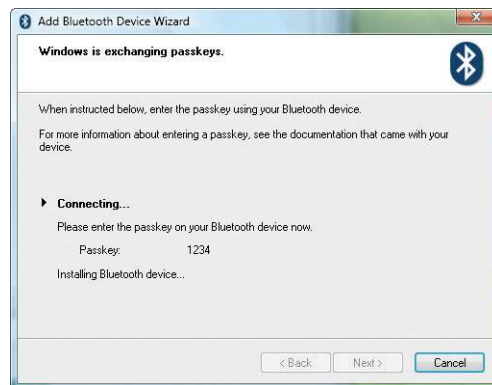 Add Bluetooth Device Wizard
Windows is exchanging passkeys.
When instructed below, enter the passkey using your Bluetooth device.
For more information about entering a passkey, see the documentation that came with your
device.
Connecting...
Please enter the passkey on your Bluetooth device now.
Passkey: 1234
Installing Bluetooth device...
< Back Next > Cancel